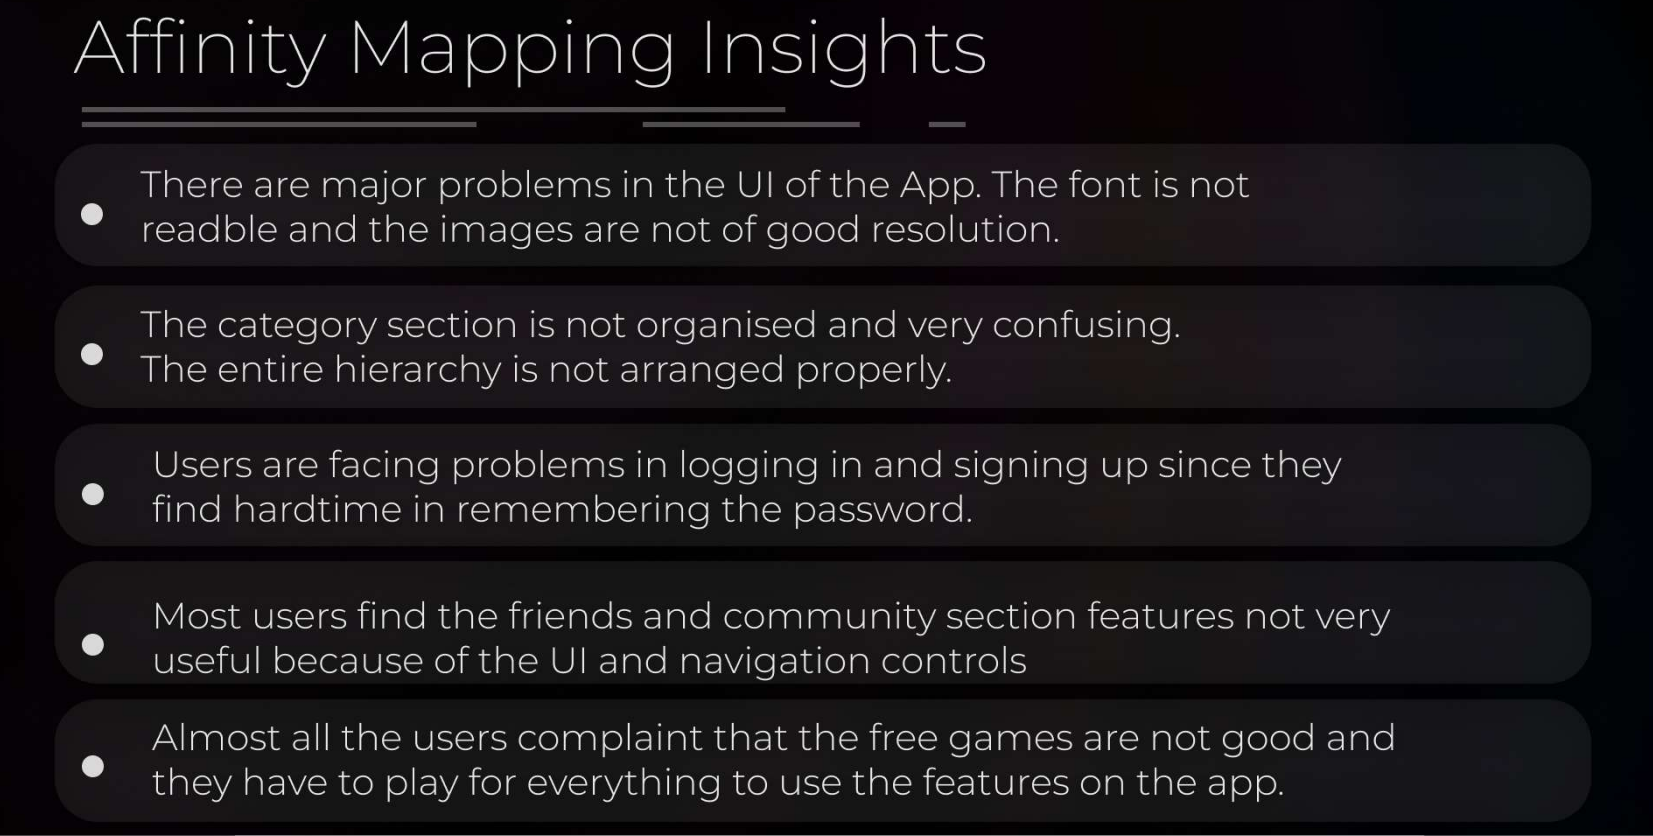 Affinity Mapping Insights
There are major problems in the UI of the App. The font is not
readble and the images are not of good resolution.
The category section is not organised and very confusing.
The entire hierarchy is not arranged properly.
Users are facing problems in logging in and signing up since they
find hardtime in remembering the password.
Most users find the friends and community section features not very
useful because of the UI and navigation controls
Almost all the users complaint that the free games are not good and
they have to play for everything to use the features on the app.